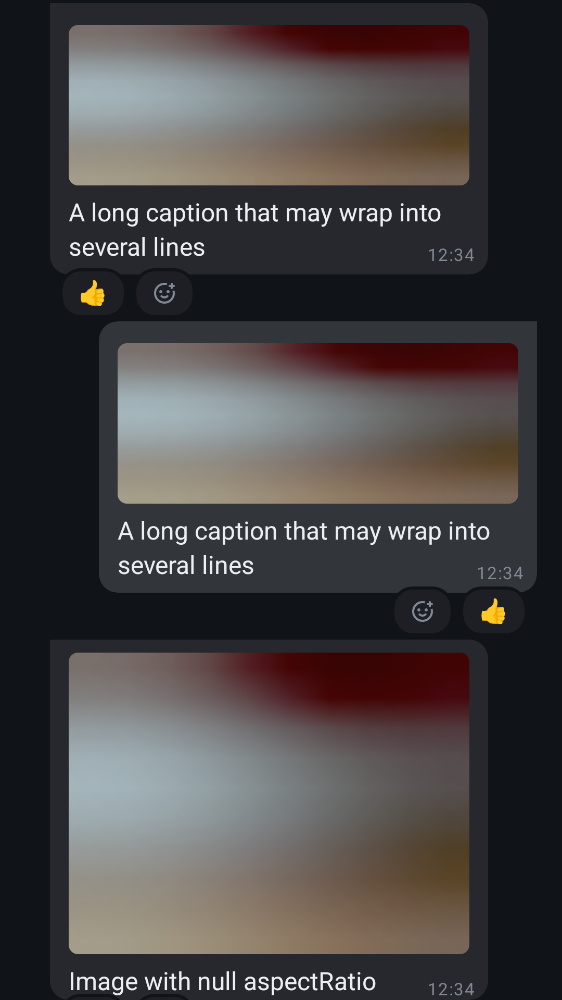 A long caption that may wrap into
several lines
12:34
A long caption that may wrap into
several lines
12:34
Image with null aspectRatio
12:34